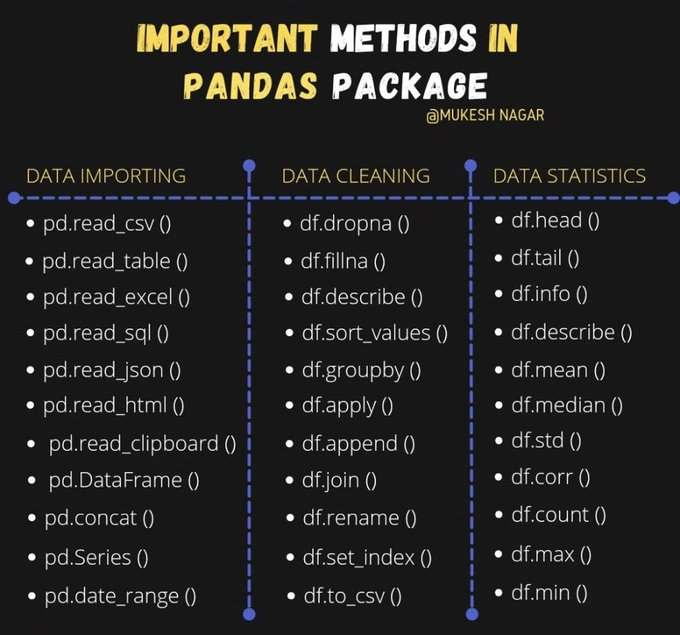 IMPORTANT METHODS IN
PANDAS PACKAGE
@MUKESH NAGAR
DATA IMPORTING
• pd.read_csv ()
• pd.read_table ()
• pd.read_excel ()
• pd.read_sql ()
• pd.read_json ()
• pd.read_html ()
• pd.read_clipboard ()
• pd.DataFrame ()
• pd.concat ()
• pd.Series ()
• pd.date_range ()
DATA CLEANING
• df.dropna ()
• df.fillna ()
• df.describe ()
• df.sort_values ()
• df.groupby ()
• df.apply ()
• df.append ()
• df.join ()
• df.rename ()
• df.set_index ()
• df.to_csv ()
DATA STATISTICS
• df.head ()
• df.tail ()
• df.info ()
• df.describe ()
• df.mean ()
• df.median ()
• df.std ()
• df.corr ()
• df.count ()
• df.max ()
• df.min ()